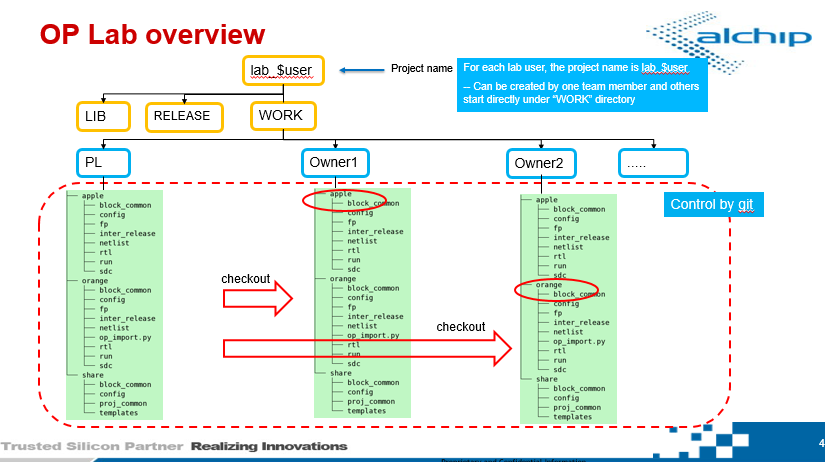 OP Lab overview
alchip
lab_$user
Project name
For each lab user, the project name is lab_$user
– Can be created by one team member and others
start directly under “WORK” directory
LIB
RELEASE
WORK
PL
Owner1
Owner2
.....
Control by git
apple
block_common
config
fp
inter_release
netlist
rtl
run
sdc
orange
block_common
config
fp
inter_release
netlist
op_import.py
rtl
run
sdc
share
block_common
config
proj_common
templates
checkout
apple
block_common
config
fp
inter_release
netlist
rtl
run
sdc
orange
block_common
config
fp
inter_release
netlist
op_import.py
rtl
run
sdc
share
block_common
config
proj_common
templates
checkout
apple
block_common
config
fp
inter_release
netlist
rtl
run
sdc
orange
block_common
config
fp
inter_release
netlist
op_import.py
rtl
run
sdc
share
block_common
config
proj_common
templates
Trusted Silicon Partner Realizing Innovations
4